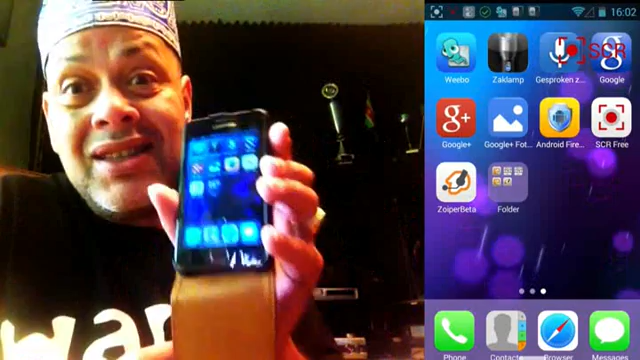 16:02
SCR
Weebo
Zaklamp
Gesproken z...
Google
Google+
Google+ Fot...
Android Fire...
SCR Free
ZoiperBeta
Folder
Phone
Contacts
Browser
Messages